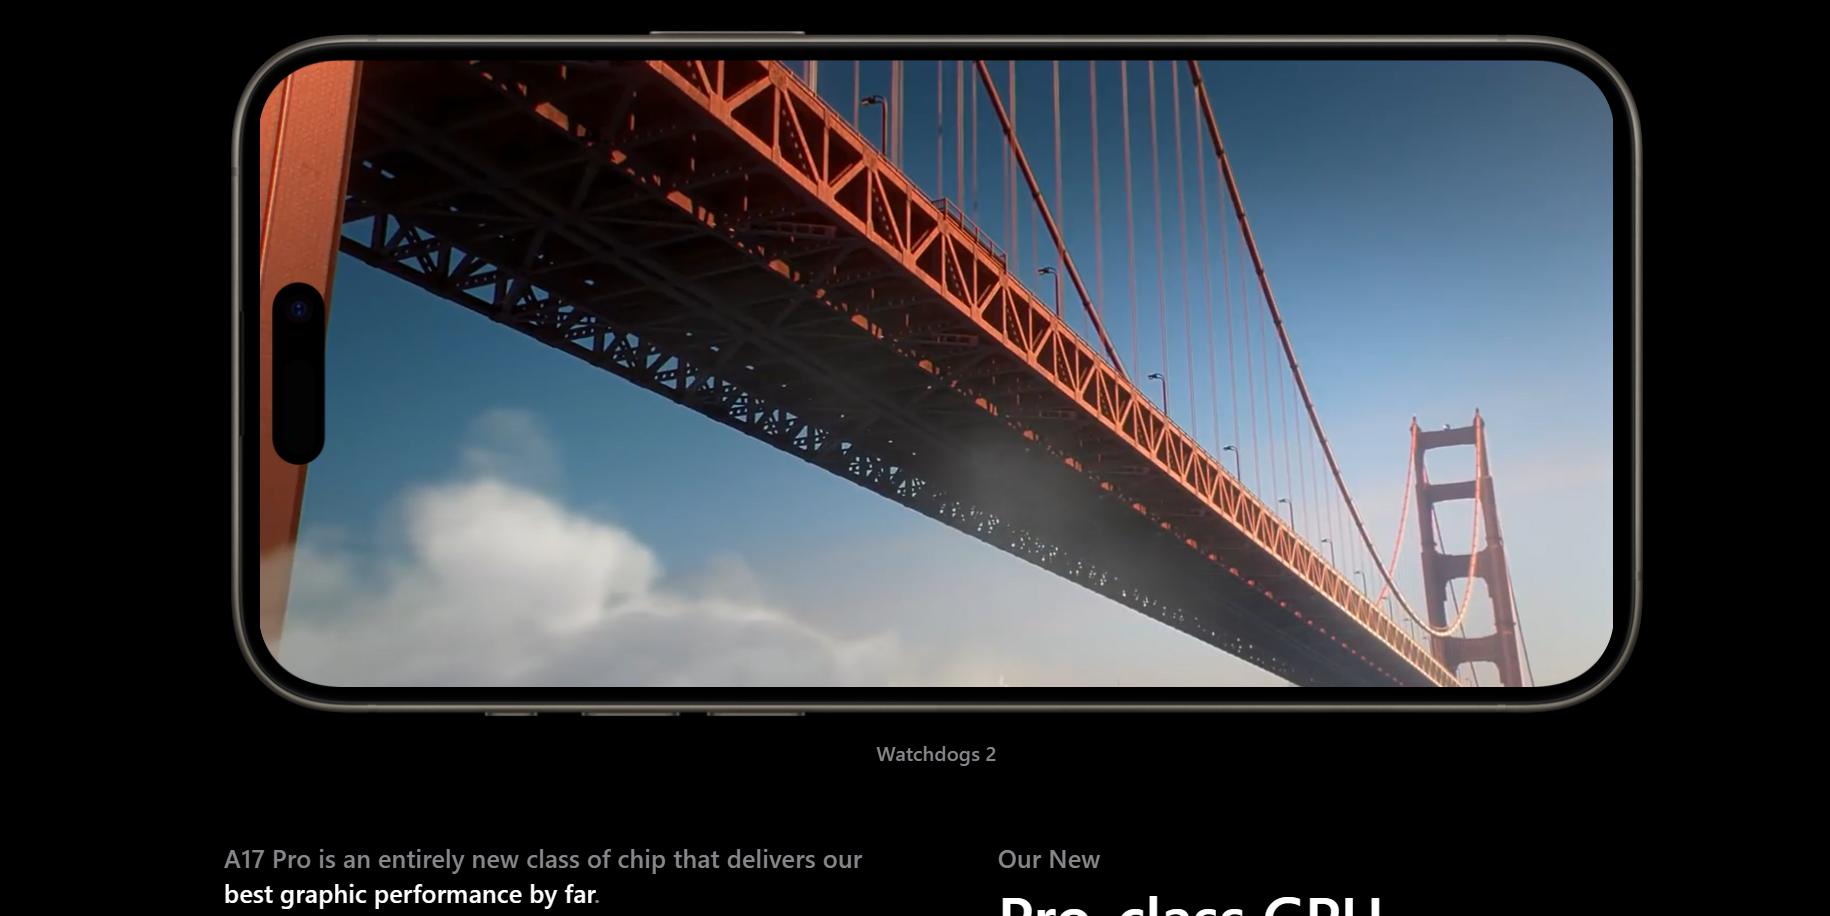 Watchdogs 2
A17 Pro is an entirely new class of chip that delivers our
best graphic performance by far.
Our New
Pro-class GPU